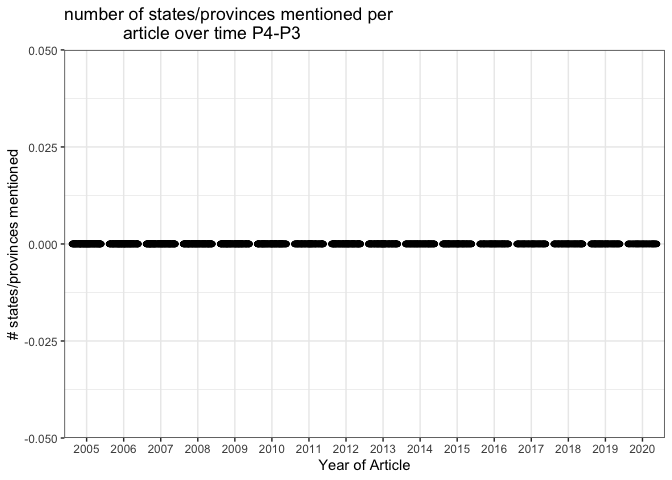 number of states/provinces mentioned per
article over time P4-P3
0.050
0.025
0.000
-0.025
-0.050
# states/provinces mentioned
2005 2006 2007 2008 2009 2010 2011 2012 2013 2014 2015 2016 2017 2018 2019 2020
Year of Article